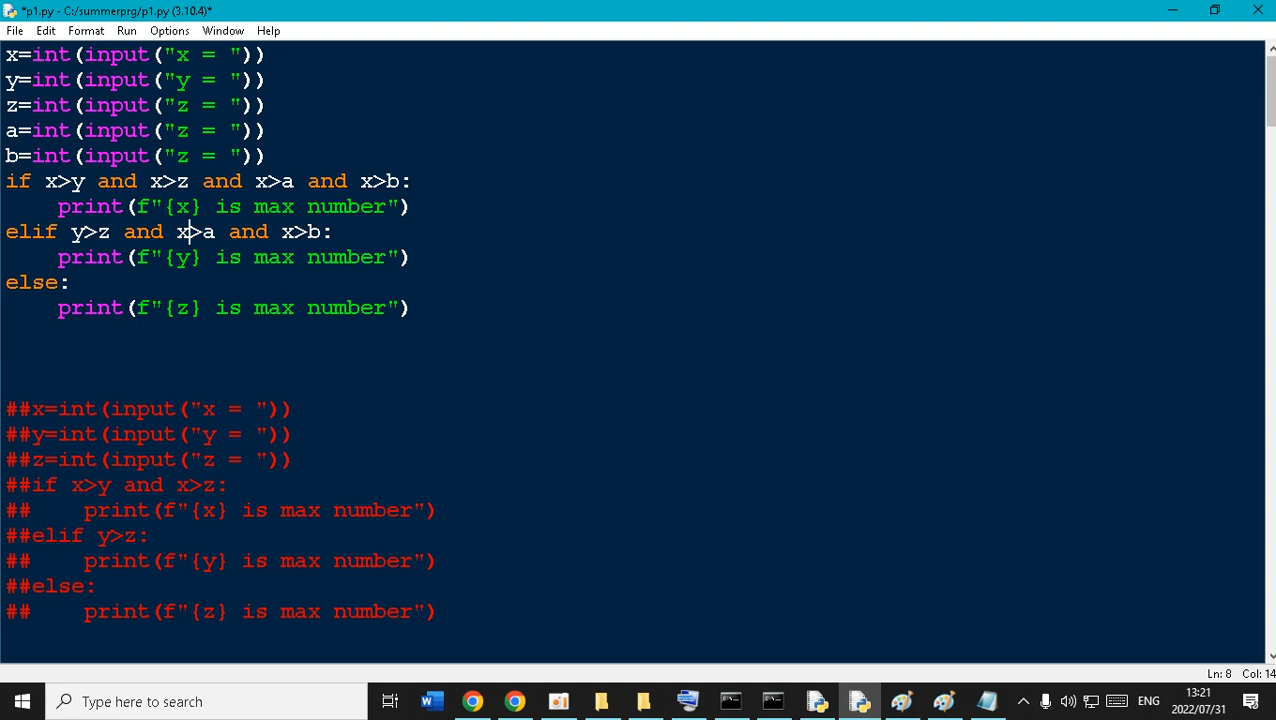 *p1.py - C:/summerprg/p1.py (3.10.4)*
File Edit Format Run Options Window Help
x=int(input("x = "))
y=int(input("y = "))
z=int(input("z = "))
a=int(input("z = "))
b=int(input("z = "))
if x>y and x>z and x>a and x>b:
    print(f"{x} is max number")
elif y>z and x>a and x>b:
    print(f"{y} is max number")
else:
    print(f"{z} is max number")
##x=int(input("x = "))
##y=int(input("y = "))
##z=int(input("z = "))
##if x>y and x>z:
##    print(f"{x} is max number")
##elif y>z:
##    print(f"{y} is max number")
##else:
##    print(f"{z} is max number")
Ln: 8 Col: 14
Type here to search
ENG
13:21
2022/07/31